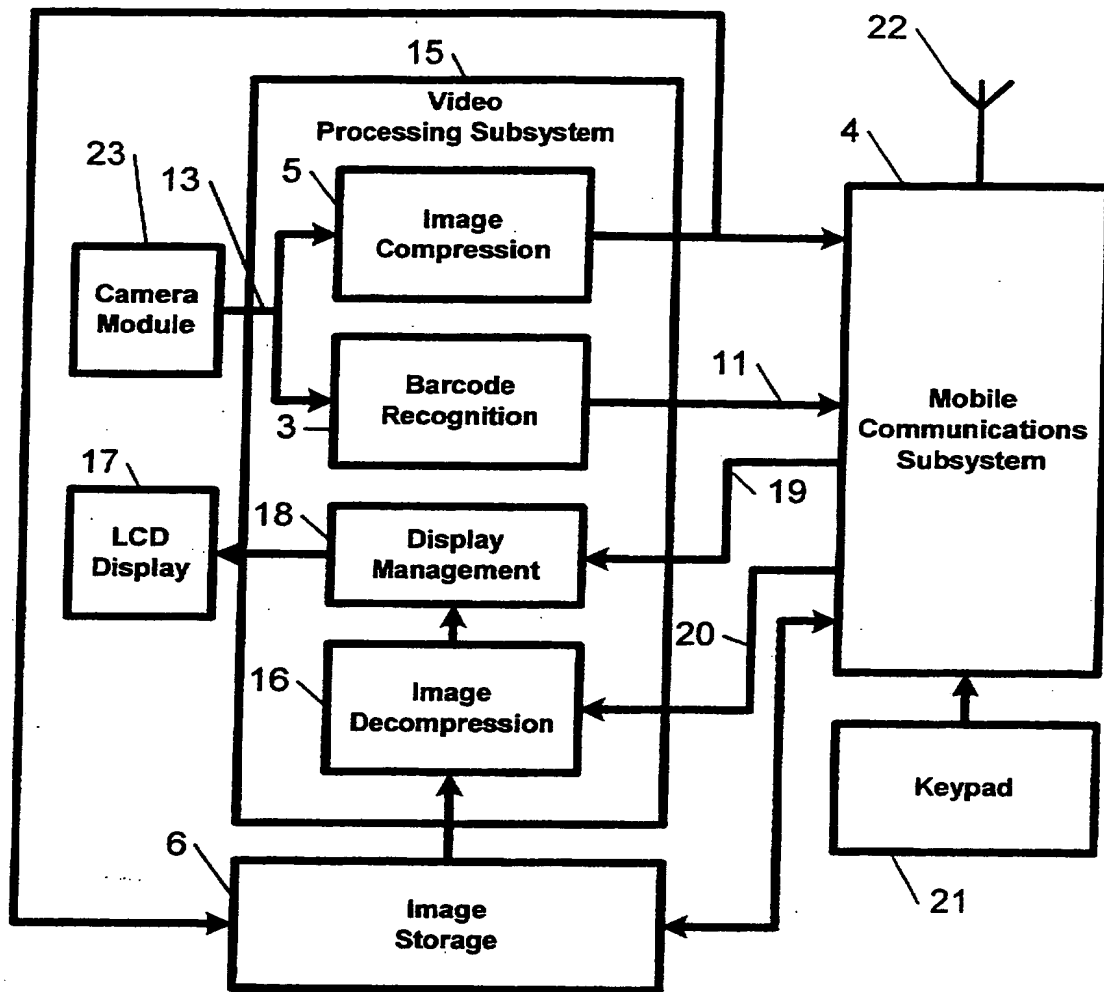 22
15
Video
Processing Subsystem
4
23
13
5
Image
Compression
Camera
Module
Barcode
Recognition
11
Mobile
Communications
Subsystem
3
17
19
18
LCD
Display
Display
Management
20
16
Image
Decompression
Keypad
6
21
Image
Storage